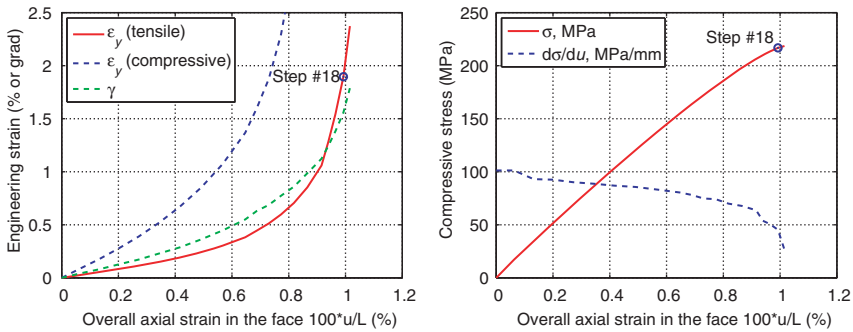 2.5
2
1.5
1
0.5
0
0
0.2
0.4
0.6
0.8
1
1.2
Engineering strain (% or grad)
Overall axial strain in the face 100*u/L (%)
εy (tensile)
εy (compressive)
γ
Step #18
250
200
150
100
50
0
0
0.2
0.4
0.6
0.8
1
1.2
Compressive stress (MPa)
Overall axial strain in the face 100*u/L (%)
σ, MPa
dσ/du, MPa/mm
Step #18